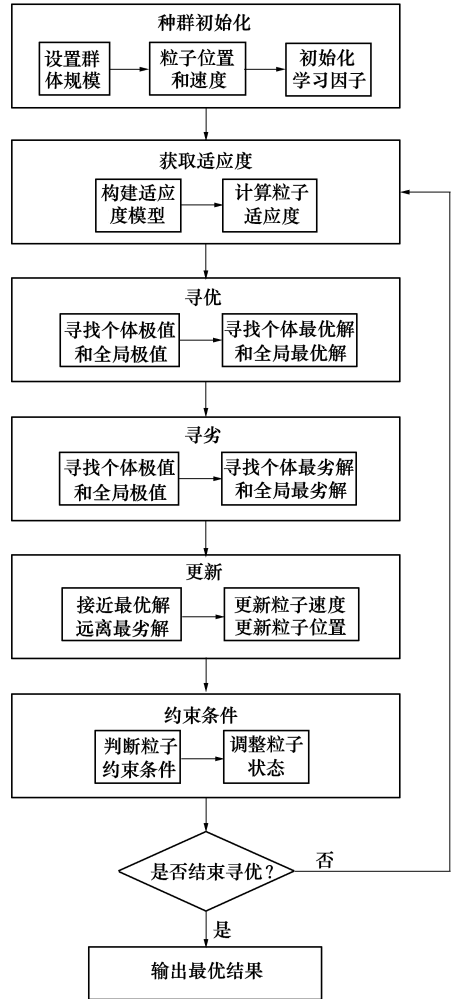 种群初始化
设置群
体规模
粒子位置
和速度
初始化
学习因子
获取适应度
构建适应
度模型
计算粒子
适应度
寻优
寻找个体极值
和全局极值
寻找个体最优解
和全局最优解
寻劣
寻找个体极值
和全局极值
寻找个体最劣解
和全局最劣解
更新
接近最优解
远离最劣解
更新粒子速度
更新粒子位置
约束条件
判断粒子
约束条件
调整粒子
状态
是否结束寻优？
否
是
输出最优结果